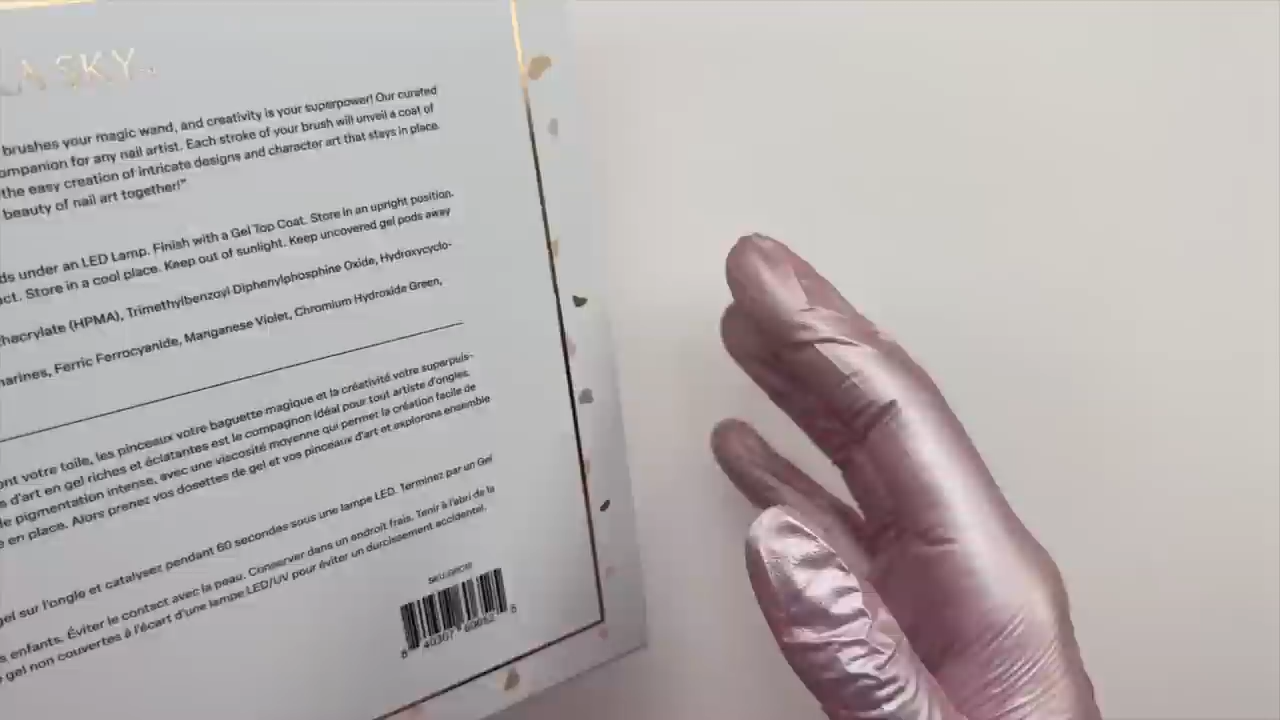 LA SKY
brushes your magic wand, and creativity is your superpower! Our curated
ompanion for any nail artist. Each stroke of your brush will unveil a coat of
the easy creation of intricate designs and character art that stays in place.
beauty of nail art together!"
ds under an LED Lamp. Finish with a Gel Top Coat. Store in an upright position.
ct. Store in a cool place. Keep out of sunlight. Keep uncovered gel pods away
hacrylate (HPMA), Trimethylbenzoyl Diphenylphosphine Oxide, Hydroxycyclo-
marines, Ferric Ferrocyanide, Manganese Violet, Chromium Hydroxide Green,
ont votre toile, les pinceaux votre baguette magique et la créativité votre superpuis-
s d'art en gel riches et éclatantes est le compagnon idéal pour tout artiste d'ongles.
le pigmentation intense, avec une viscosité moyenne qui permet la création facile de
e en place. Alors prenez vos dosettes de gel et vos pinceaux d'art et explorons ensemble
gel sur l'ongle et catalysez pendant 60 secondes sous une lampe LED. Terminez par un Gel
s enfants. Éviter le contact avec la peau. Conserver dans un endroit frais. Tenir à l'abri de la
gel non couvertes à l'écart d'une lampe LED/UV pour éviter un durcissement accidentel.